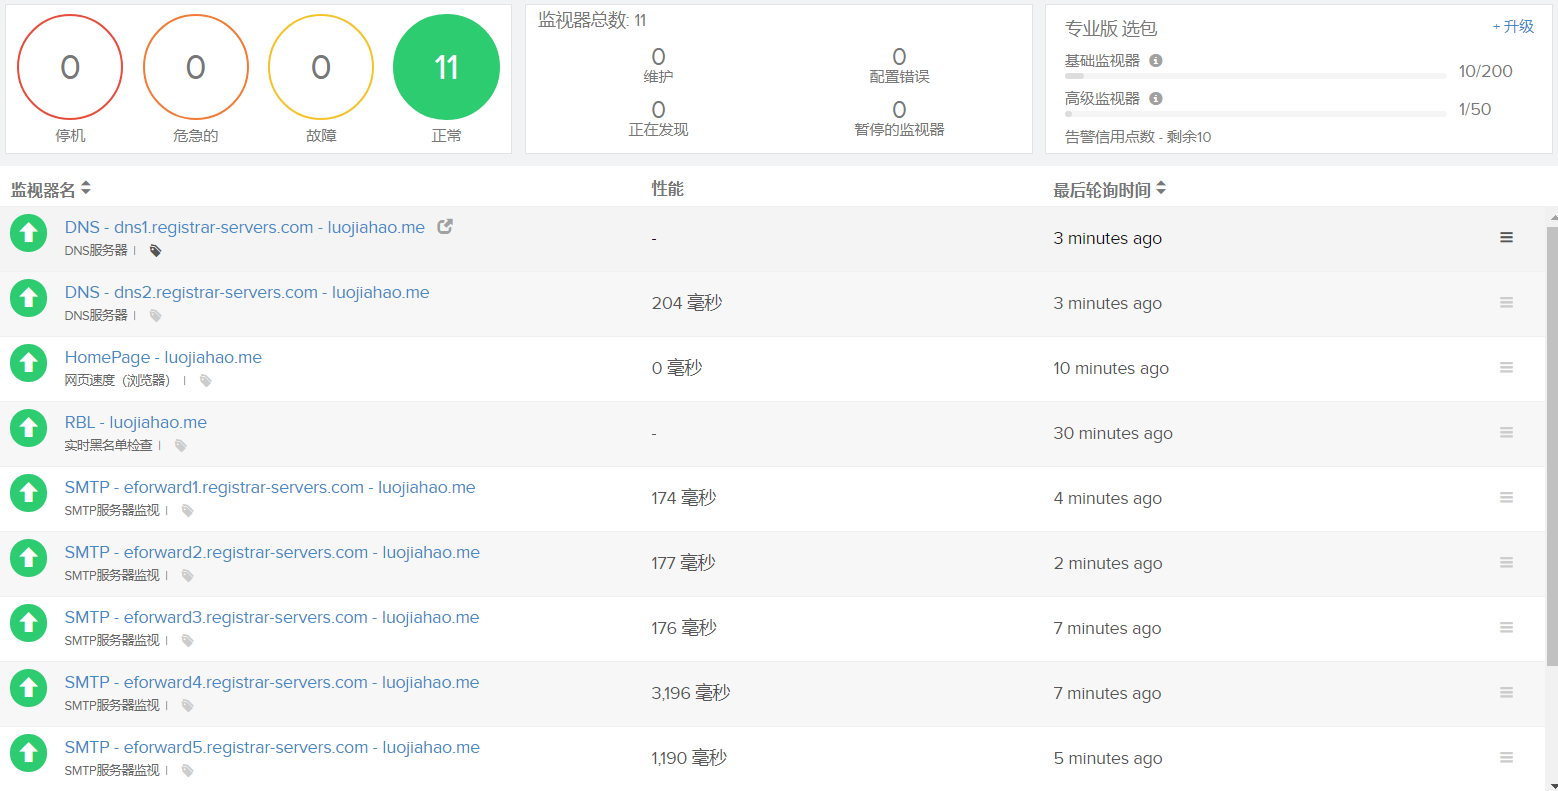 0
停机
0
危急的
0
故障
11
正常
监视器总数: 11
0
维护
0
配置错误
0
正在发现
0
暂停的监视器
专业版 选包
+ 升级
基础监视器
10/200
高级监视器
1/50
告警信用点数 - 剩余10
监视器名 性能 最后轮询时间
DNS - dns1.registrar-servers.com - luojiahao.me
DNS服务器 |
-
3 minutes ago
DNS - dns2.registrar-servers.com - luojiahao.me
DNS服务器 |
204 毫秒
3 minutes ago
HomePage - luojiahao.me
网页速度（浏览器） |
0 毫秒
10 minutes ago
RBL - luojiahao.me
实时黑名单检查 |
-
30 minutes ago
SMTP - eforward1.registrar-servers.com - luojiahao.me
SMTP服务器监视 |
174 毫秒
4 minutes ago
SMTP - eforward2.registrar-servers.com - luojiahao.me
SMTP服务器监视 |
177 毫秒
2 minutes ago
SMTP - eforward3.registrar-servers.com - luojiahao.me
SMTP服务器监视 |
176 毫秒
7 minutes ago
SMTP - eforward4.registrar-servers.com - luojiahao.me
SMTP服务器监视 |
3,196 毫秒
7 minutes ago
SMTP - eforward5.registrar-servers.com - luojiahao.me
SMTP服务器监视 |
1,190 毫秒
5 minutes ago